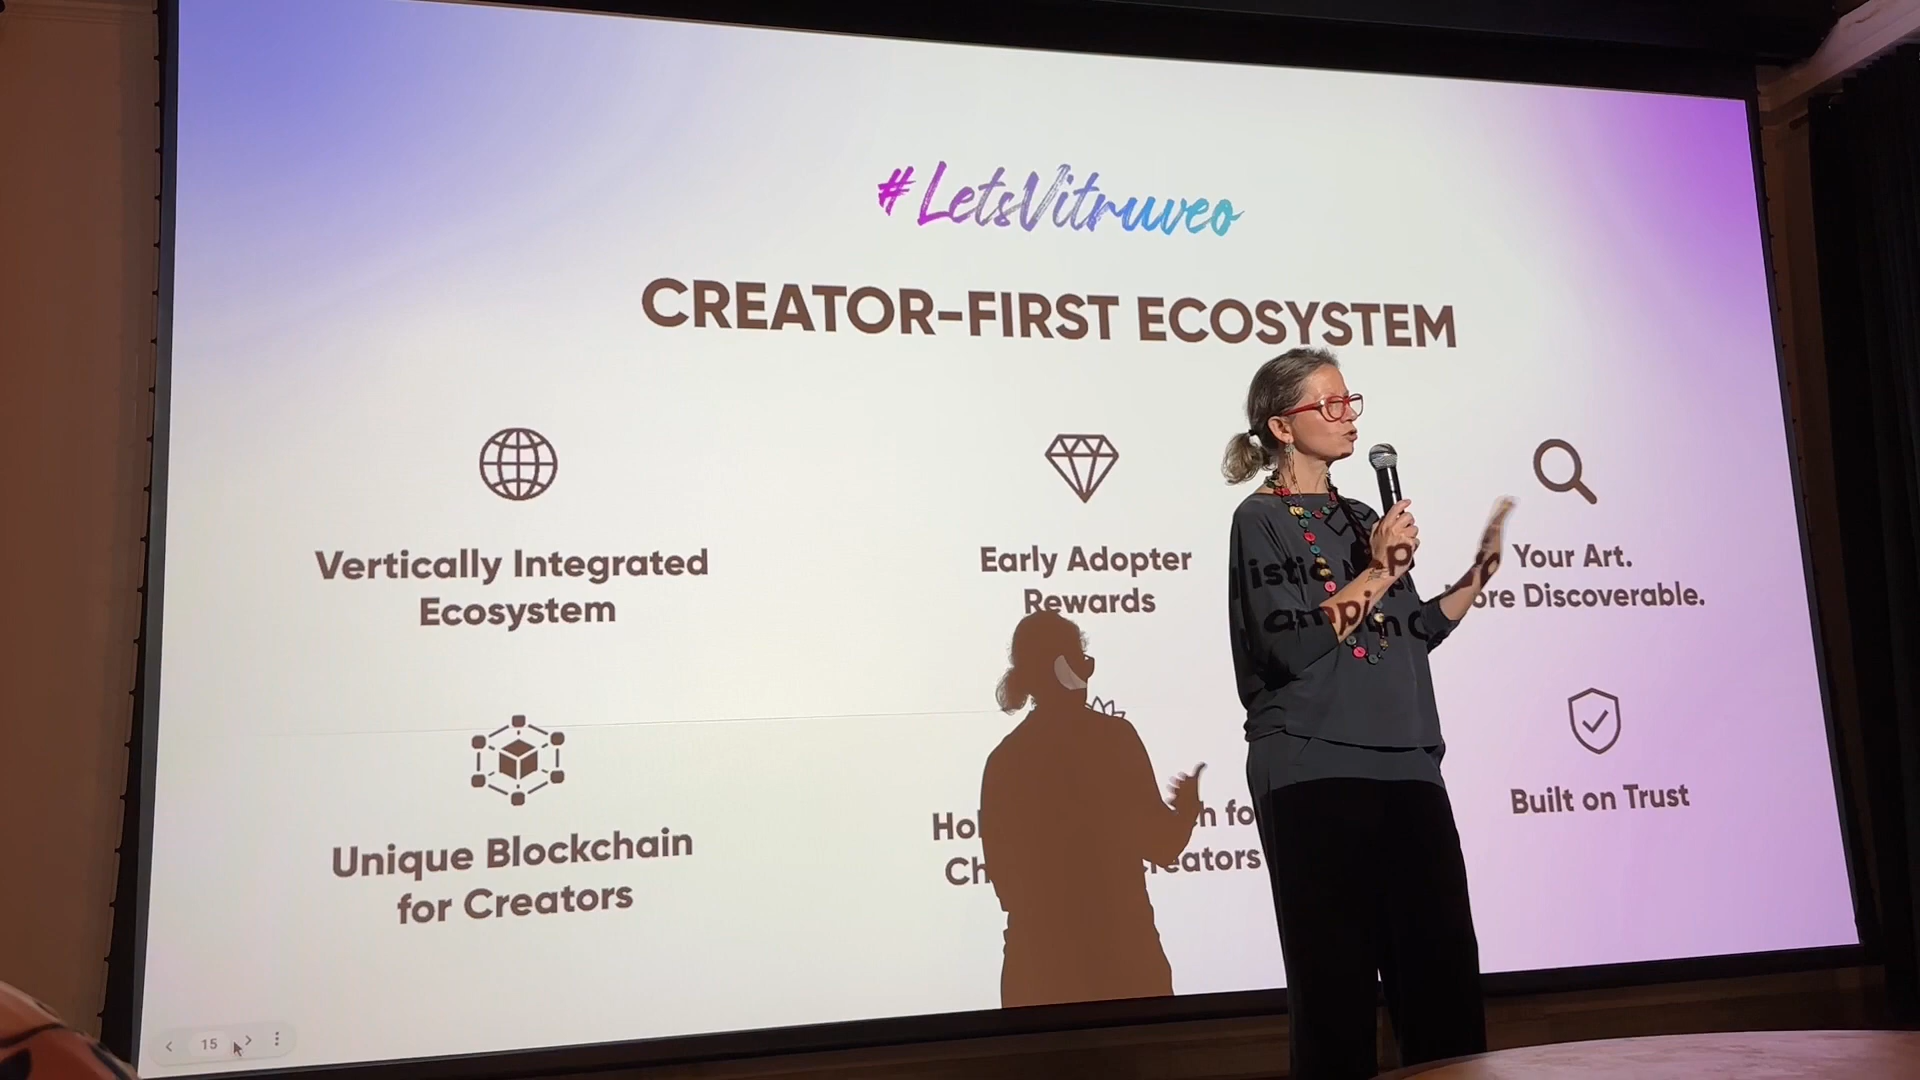 #LetsVitruveo
CREATOR-FIRST ECOSYSTEM
Vertically Integrated
Ecosystem
Early Adopter
Rewards
Your Art.
Discoverable.
Unique Blockchain
for Creators
Built on Trust
15